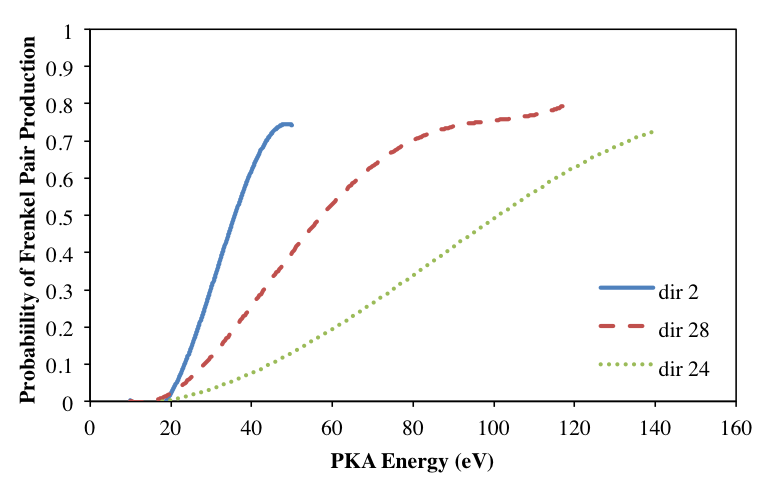 Probabiility of Frenkel Pair Production
1
0.9
0.8
0.7
0.6
0.5
0.4
0.3
0.2
0.1
0
dir 2
dir 28
dir 24
0 20 40 60 80 100 120 140 160
PKA Energy (eV)